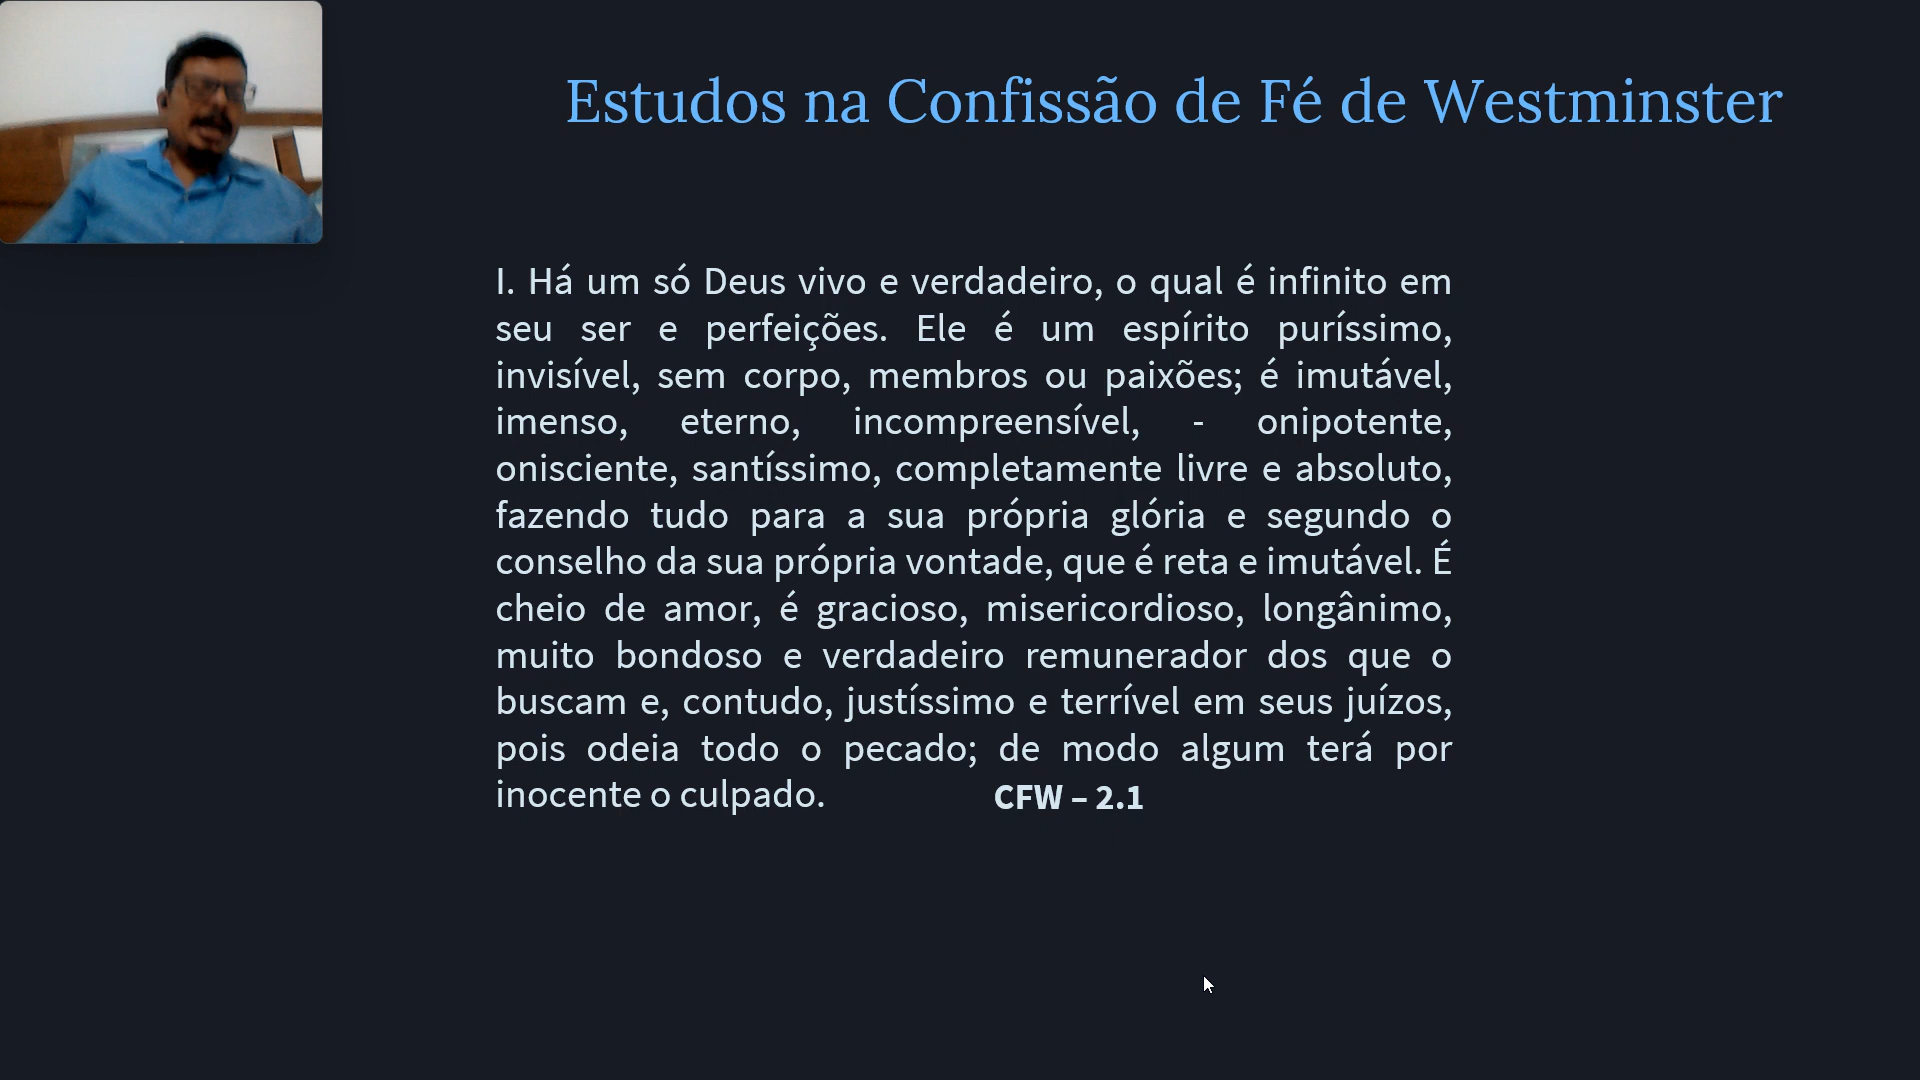 Estudos na Confissão de Fé de Westminster
I. Há um só Deus vivo e verdadeiro, o qual é infinito em
seu ser e perfeições. Ele é um espírito puríssimo,
invisível, sem corpo, membros ou paixões; é imutável,
imenso, eterno, incompreensível, - onipotente,
onisciente, santíssimo, completamente livre e absoluto,
fazendo tudo para a sua própria glória e segundo o
conselho da sua própria vontade, que é reta e imutável. É
cheio de amor, é gracioso, misericordioso, longânimo,
muito bondoso e verdadeiro remunerador dos que o
buscam e, contudo, justíssimo e terrível em seus juízos,
pois odeia todo o pecado; de modo algum terá por
inocente o culpado. CFW – 2.1